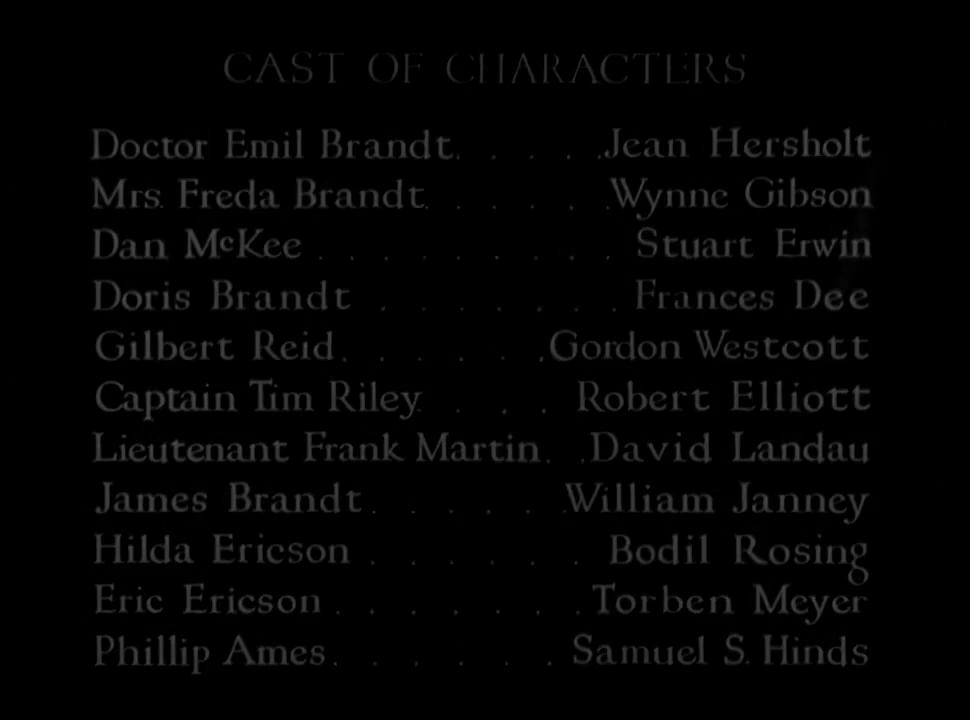 CAST OF CHARACTERS
Doctor Emil Brandt. . . . . Jean Hersholt
Mrs. Freda Brandt. . . . . . Wynne Gibson
Dan McKee . . . . . . . . . Stuart Erwin
Doris Brandt . . . . . . . Frances Dee
Gilbert Reid. . . . . . Gordon Westcott
Captain Tim Riley. . . . Robert Elliott
Lieutenant Frank Martin. . David Landau
James Brandt. . . . . . William Janney
Hilda Ericson . . . . . . Bodil Rosing
Eric Ericson . . . . . . . Torben Meyer
Phillip Ames. . . . . . Samuel S. Hinds